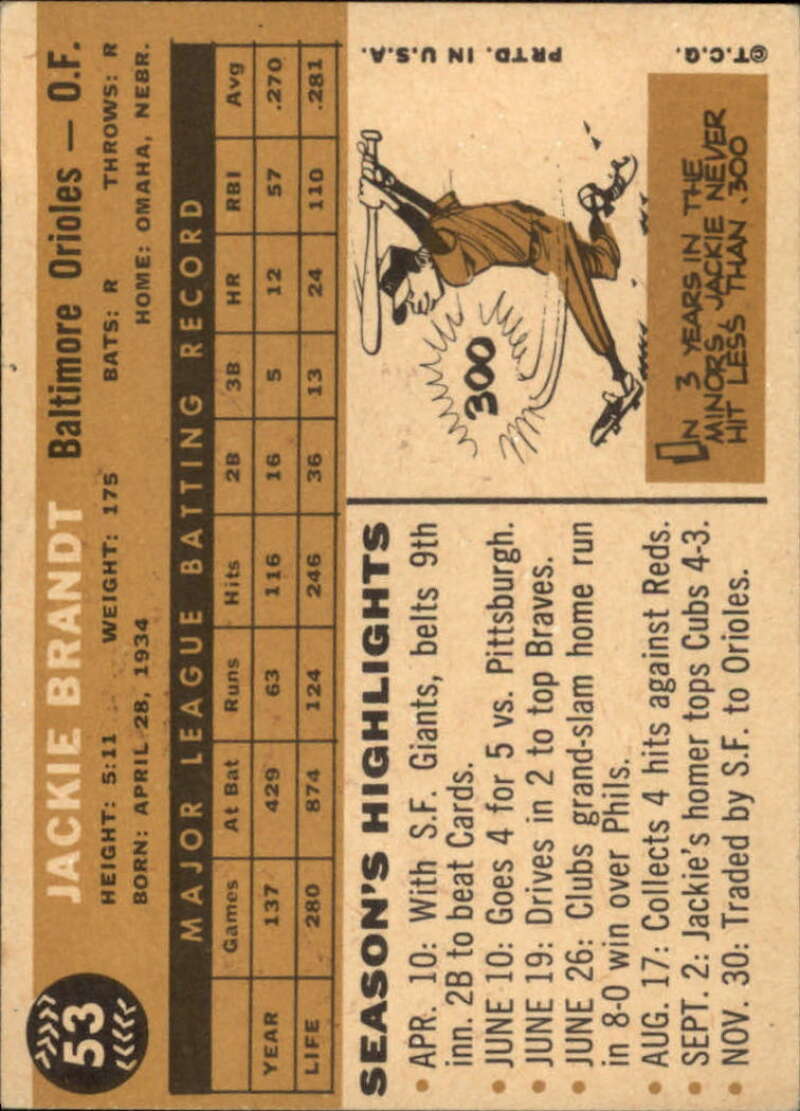 53
JACKIE BRANDT Baltimore Orioles — O.F.
HEIGHT: 5:11 WEIGHT: 175 BATS: R THROWS: R
BORN: APRIL 28, 1934 HOME: OMAHA, NEBR.
MAJOR LEAGUE BATTING RECORD
Games At Bat Runs Hits 2B 3B HR RBI Avg
YEAR 137 429 63 116 16 5 12 57 .270
LIFE 280 874 124 246 36 13 24 110 .281
SEASON'S HIGHLIGHTS
• APR. 10: With S.F. Giants, belts 9th
inn. 2B to beat Cards.
• JUNE 10: Goes 4 for 5 vs. Pittsburgh.
• JUNE 19: Drives in 2 to top Braves.
• JUNE 26: Clubs grand-slam home run
in 8-0 win over Phils.
• AUG. 17: Collects 4 hits against Reds.
• SEPT. 2: Jackie's homer tops Cubs 4-3.
• NOV. 30: Traded by S.F. to Orioles.
300
IN 3 YEARS IN THE
MINORS, JACKIE NEVER
HIT LESS THAN .300
©T.C.G. PRTD. IN U.S.A.